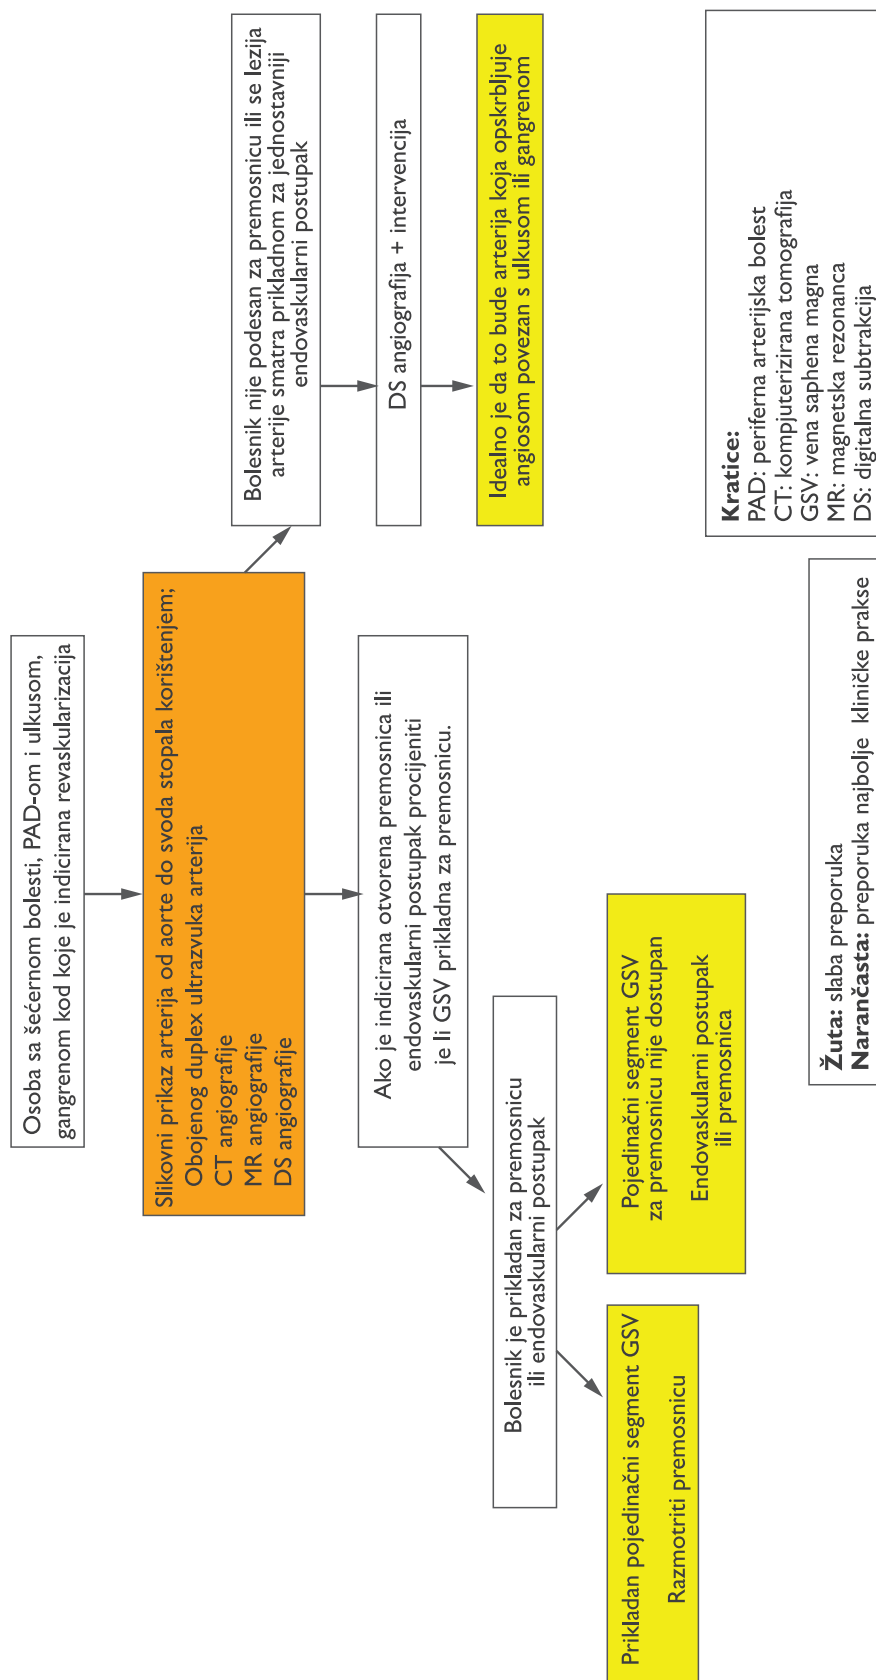 Osoba sa šećernom bolesti, PAD-om i ulkusom,
gangrenom kod koje je indicirana revaskularizacija
Slikovni prikaz arterija od aorte do svoda stopala korištenjem;
Obojenog duplex ultrazvuka arterija
CT angiografije
MR angiografije
DS angiografije
Bolesnik nije podesan za premosnicu ili se lezija
arterije smatra prikladnom za jednostavniji
endovaskularni postupak
DS angiografija + intervencija
Idealno je da to bude arterija koja opskrbljuje
angiosom povezan s ulkusom ili gangrenom
Ako je indicirana otvorena premosnica ili
endovaskularni postupak procijeniti
je li GSV prikladna za premosnicu.
Bolesnik je prikladan za premosnicu
ili endovaskularni postupak
Prikladan pojedinačni segment GSV
Razmotriti premosnicu
Pojedinačni segment GSV
za premosnicu nije dostupan
Endovaskularni postupak
ili premosnica
Žuta: slaba preporuka
Narančasta: preporuka najbolje kliničke prakse
Kratice:
PAD: periferna arterijska bolest
CT: kompjuterizirana tomografija
GSV: vena saphena magna
MR: magnetska rezonanca
DS: digitalna subtrakcija